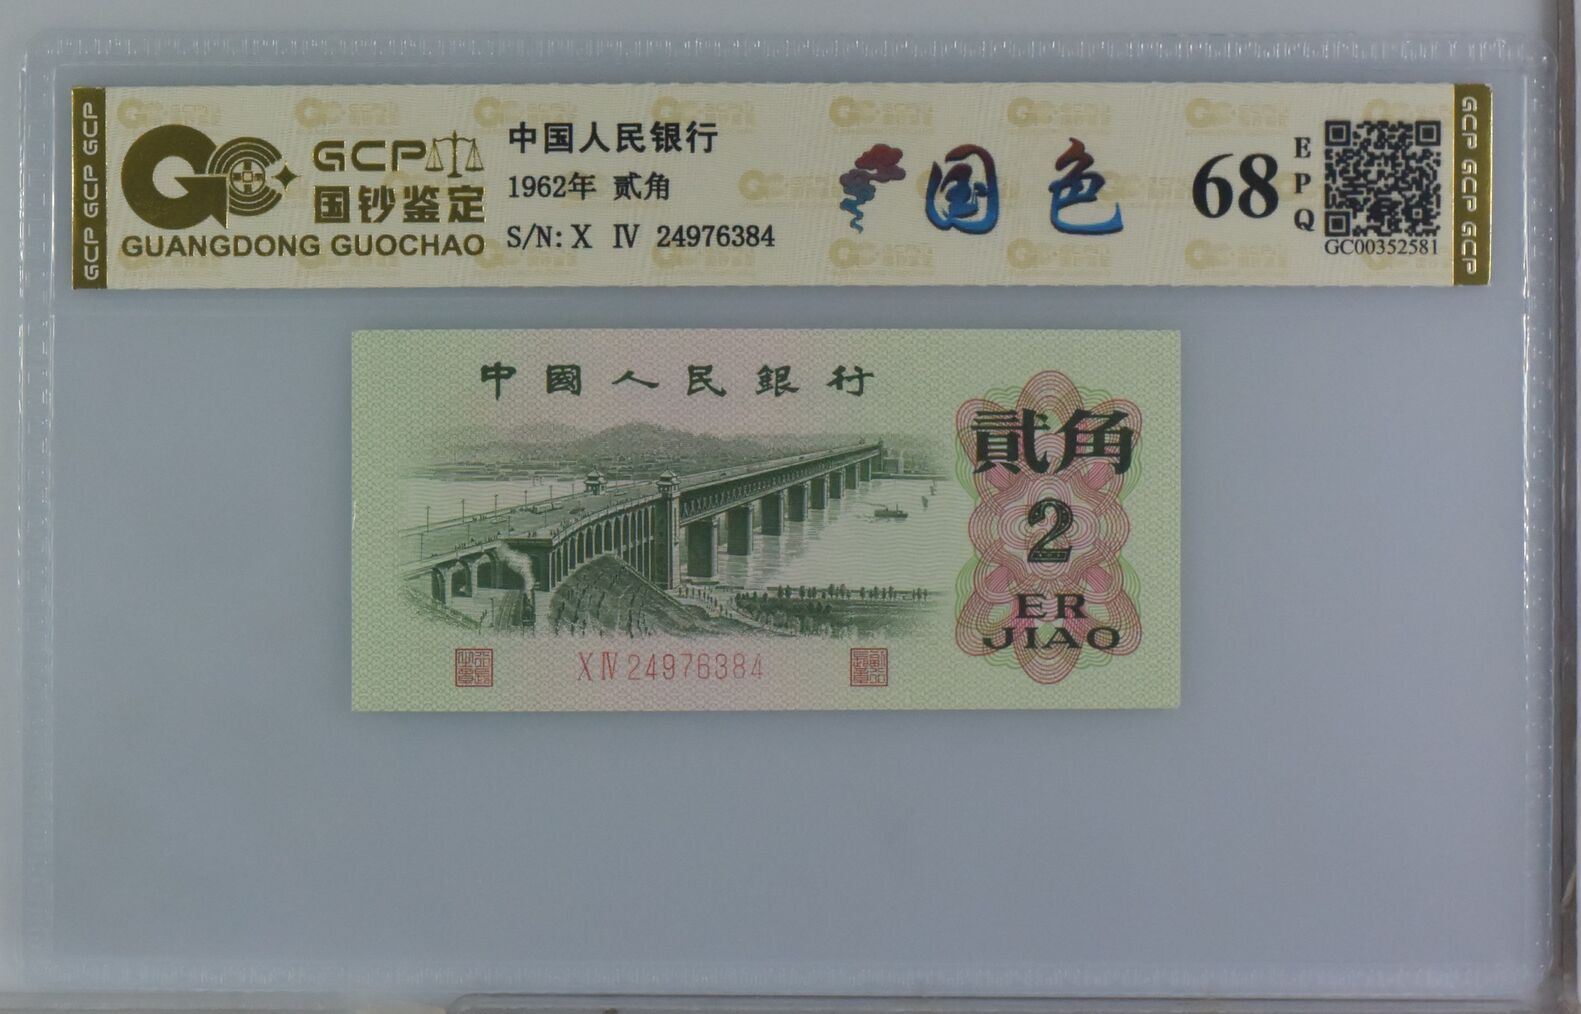 GCP GCP GCP
GCP
国钞鉴定
GUANGDONG GUOCHAO
中国人民银行
1962年 贰角
S/N: X Ⅳ 24976384
国色
68
EPQ
GC00352581
GCP GCP GCP
中國人民銀行
貳角
2
ER
JIAO
X Ⅳ 24976384